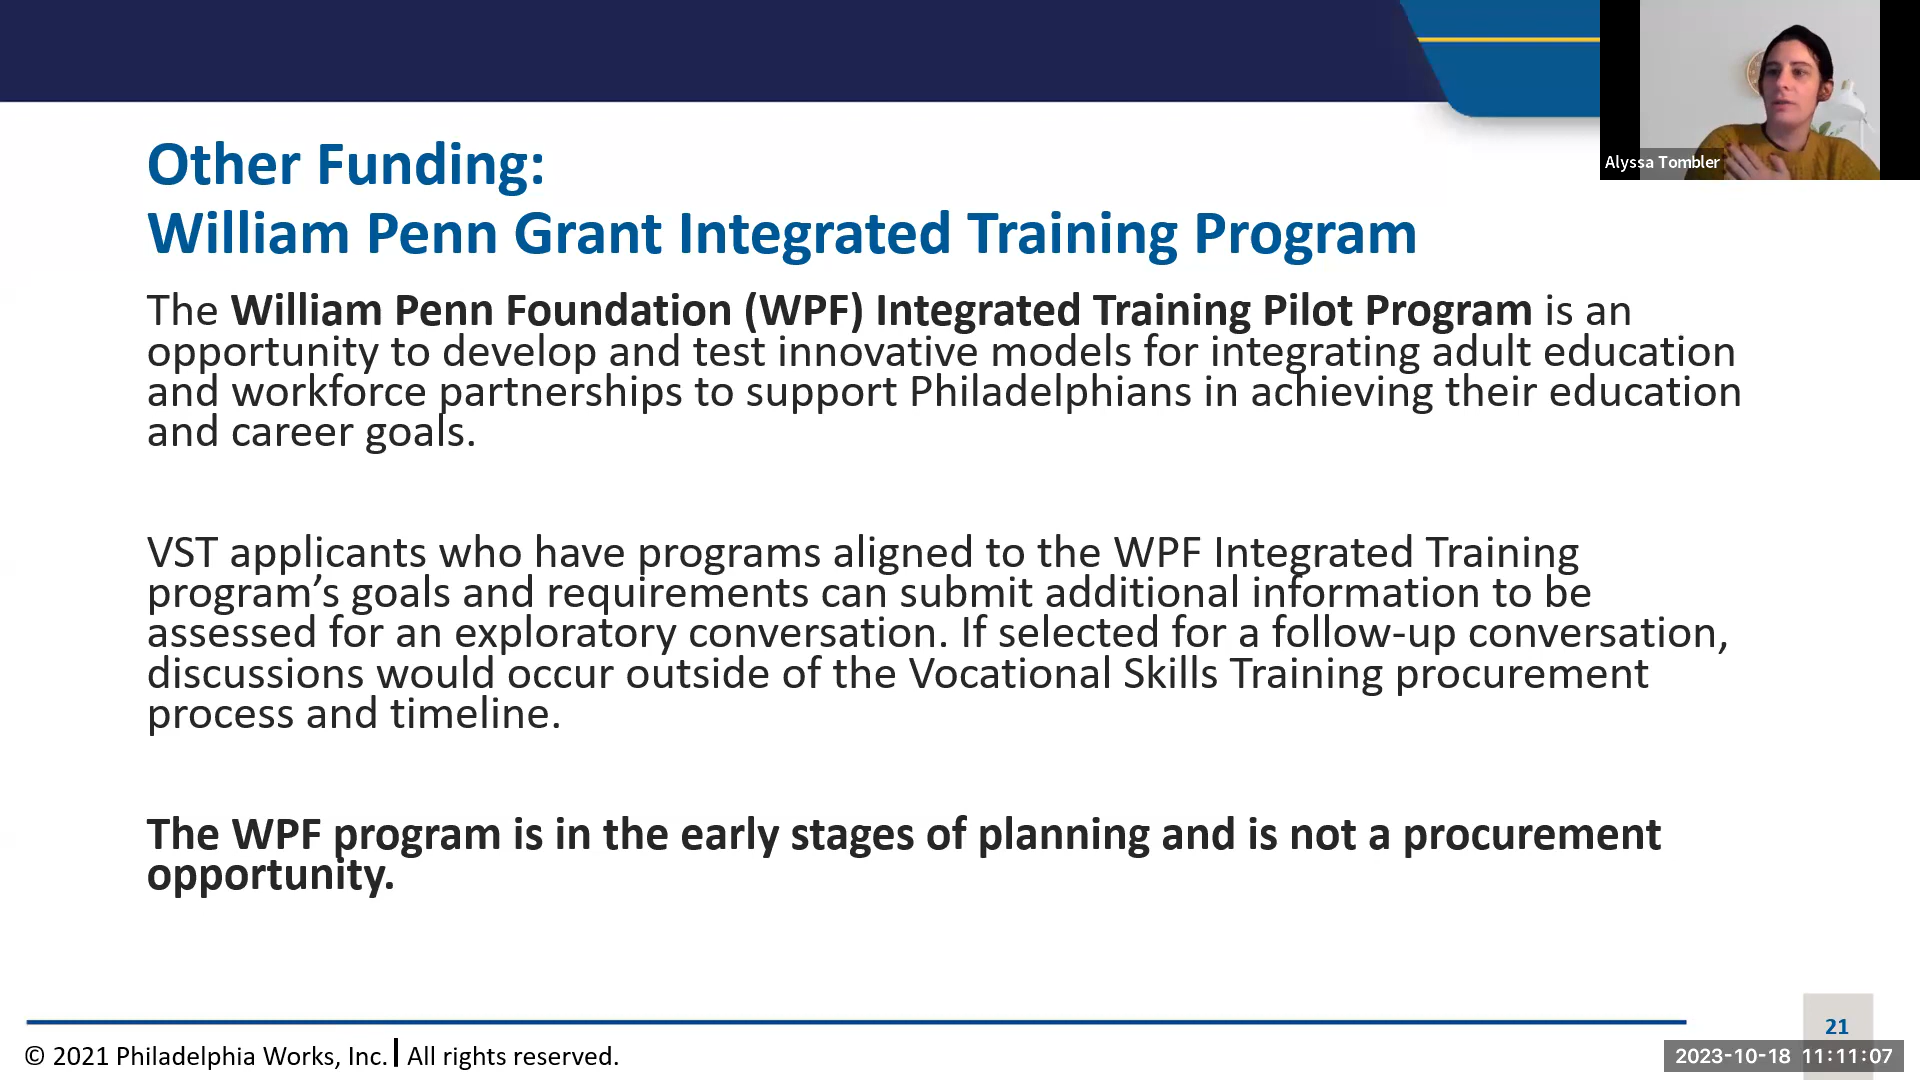 Alyssa Tombler
Other Funding:
William Penn Grant Integrated Training Program
The William Penn Foundation (WPF) Integrated Training Pilot Program is an
opportunity to develop and test innovative models for integrating adult education
and workforce partnerships to support Philadelphians in achieving their education
and career goals.
VST applicants who have programs aligned to the WPF Integrated Training
program’s goals and requirements can submit additional information to be
assessed for an exploratory conversation. If selected for a follow-up conversation,
discussions would occur outside of the Vocational Skills Training procurement
process and timeline.
The WPF program is in the early stages of planning and is not a procurement
opportunity.
21
© 2021 Philadelphia Works, Inc. | All rights reserved.
2023-10-18 11:11:07